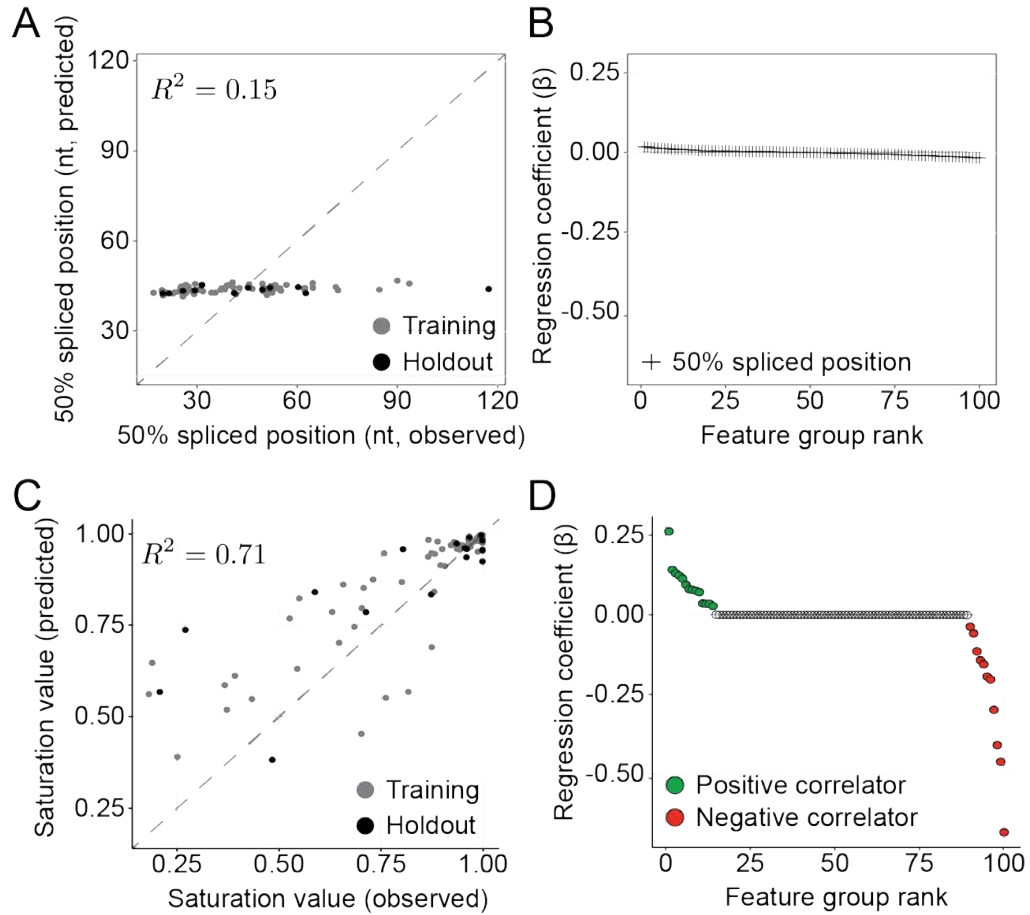 A
50% spliced position (nt, predicted)
120
90
60
30
R² = 0.15
Training
Holdout
30
60
90
120
50% spliced position (nt, observed)
B
Regression coefficient (β)
0.25
0.00
-0.25
-0.50
50% spliced position
0
25
50
75
100
Feature group rank
C
Saturation value (predicted)
1.00
0.75
0.50
0.25
R² = 0.71
Training
Holdout
0.25
0.50
0.75
1.00
Saturation value (observed)
D
Regression coefficient (β)
0.25
0.00
-0.25
-0.50
Positive correlator
Negative correlator
0
25
50
75
100
Feature group rank